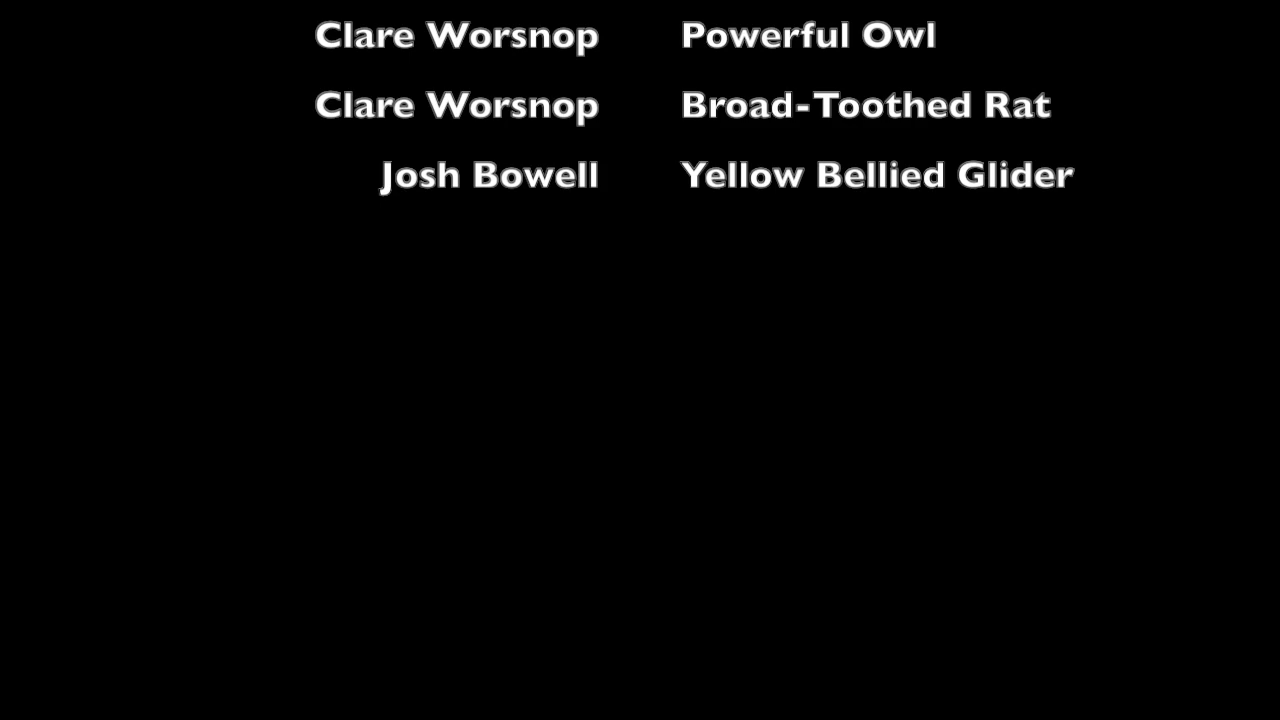 Clare Worsnop Powerful Owl
Clare Worsnop Broad-Toothed Rat
Josh Bowell Yellow Bellied Glider